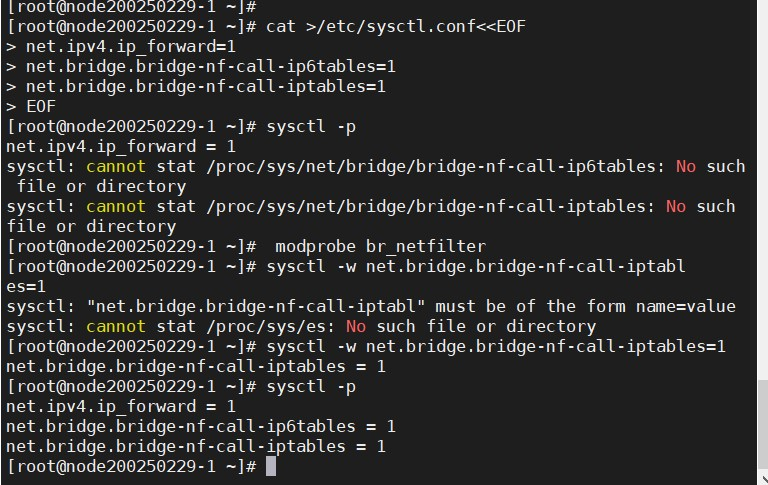 [root@node200250229-1 ~]#
[root@node200250229-1 ~]# cat >/etc/sysctl.conf<<EOF
> net.ipv4.ip_forward=1
> net.bridge.bridge-nf-call-ip6tables=1
> net.bridge.bridge-nf-call-iptables=1
> EOF
[root@node200250229-1 ~]# sysctl -p
net.ipv4.ip_forward = 1
sysctl: cannot stat /proc/sys/net/bridge/bridge-nf-call-ip6tables: No such
 file or directory
sysctl: cannot stat /proc/sys/net/bridge/bridge-nf-call-iptables: No such
file or directory
[root@node200250229-1 ~]#  modprobe br_netfilter
[root@node200250229-1 ~]# sysctl -w net.bridge.bridge-nf-call-iptabl
es=1
sysctl: "net.bridge.bridge-nf-call-iptabl" must be of the form name=value
sysctl: cannot stat /proc/sys/es: No such file or directory
[root@node200250229-1 ~]# sysctl -w net.bridge.bridge-nf-call-iptables=1
net.bridge.bridge-nf-call-iptables = 1
[root@node200250229-1 ~]# sysctl -p
net.ipv4.ip_forward = 1
net.bridge.bridge-nf-call-ip6tables = 1
net.bridge.bridge-nf-call-iptables = 1
[root@node200250229-1 ~]#